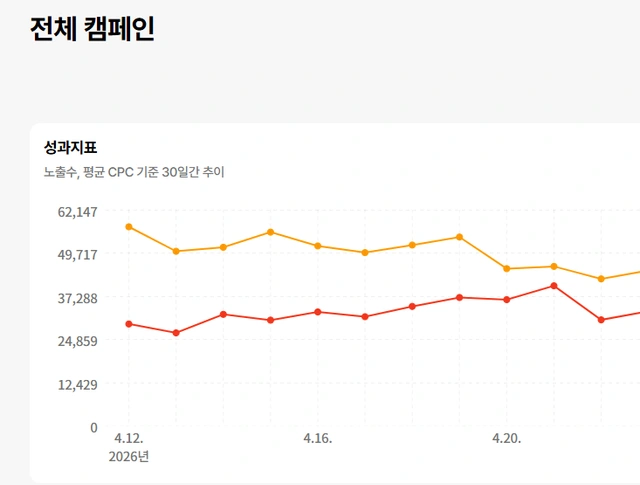 전체 캠페인
성과지표
노출수, 평균 CPC 기준 30일간 추이
62,147
49,717
37,288
24,859
12,429
0
4.12. 4.16. 4.20.
2026년